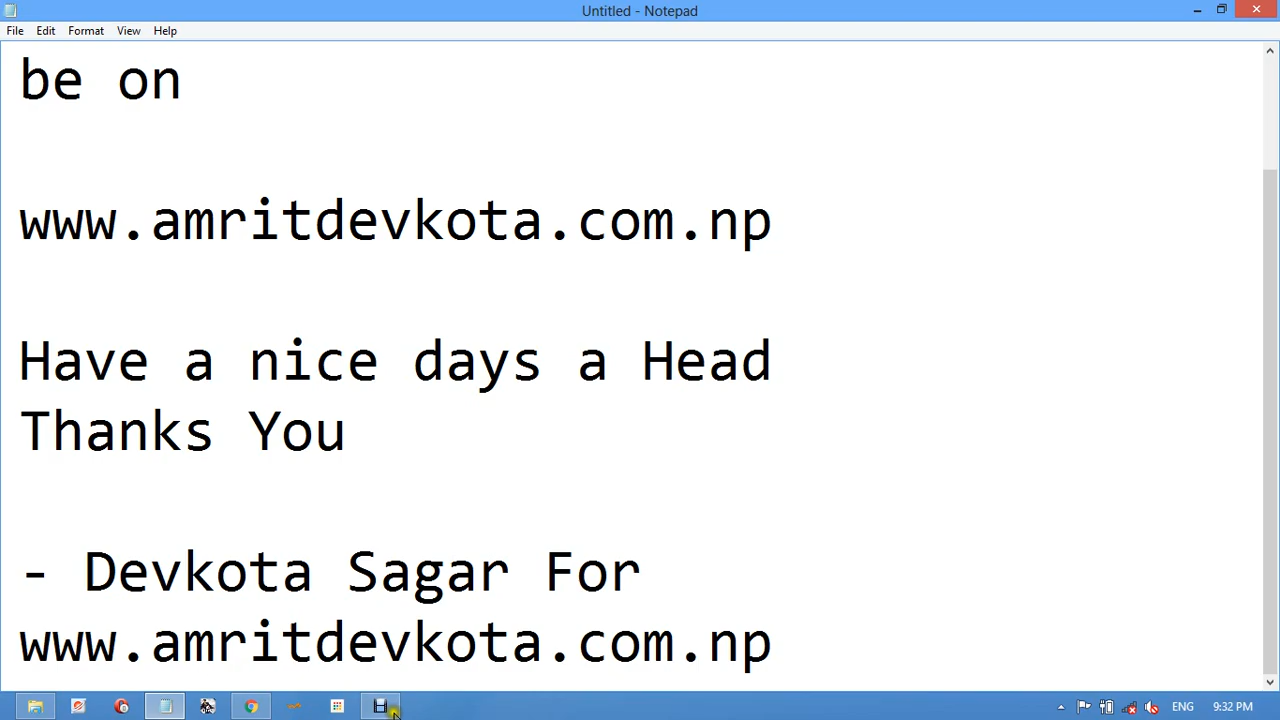 Untitled - Notepad
File Edit Format View Help
be on
www.amritdevkota.com.np
Have a nice days a Head
Thanks You
- Devkota Sagar For
www.amritdevkota.com.np
ENG 9:32 PM